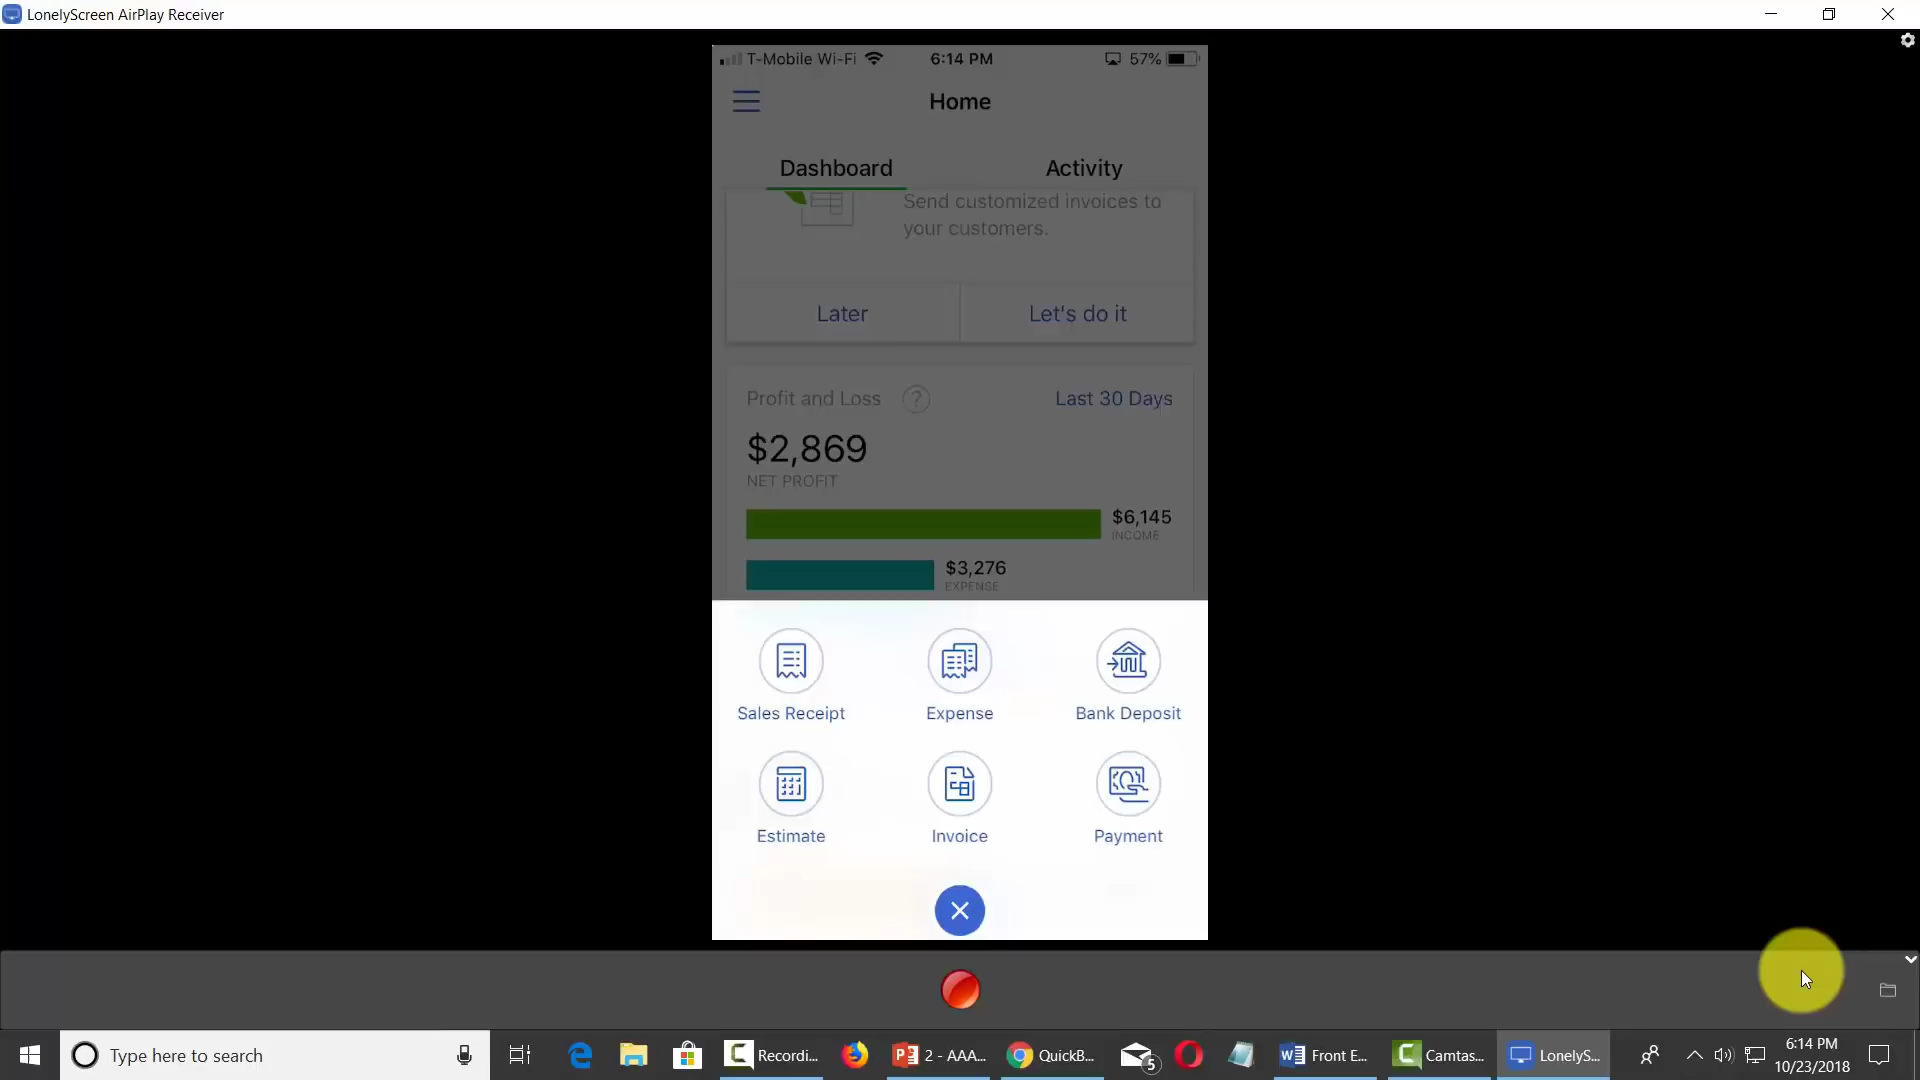 LonelyScreen AirPlay Receiver
T-Mobile Wi-Fi 6:14 PM 57%
Home
Dashboard Activity
Send customized invoices to
your customers.
Later Let's do it
Profit and Loss ? Last 30 Days
$2,869
NET PROFIT
$6,145
INCOME
$3,276
EXPENSE
Sales Receipt Expense Bank Deposit
Estimate Invoice Payment
Type here to search Recordi... 2 - AAA... QuickB... 5 Front E... Camtas... LonelyS... 6:14 PM
10/23/2018